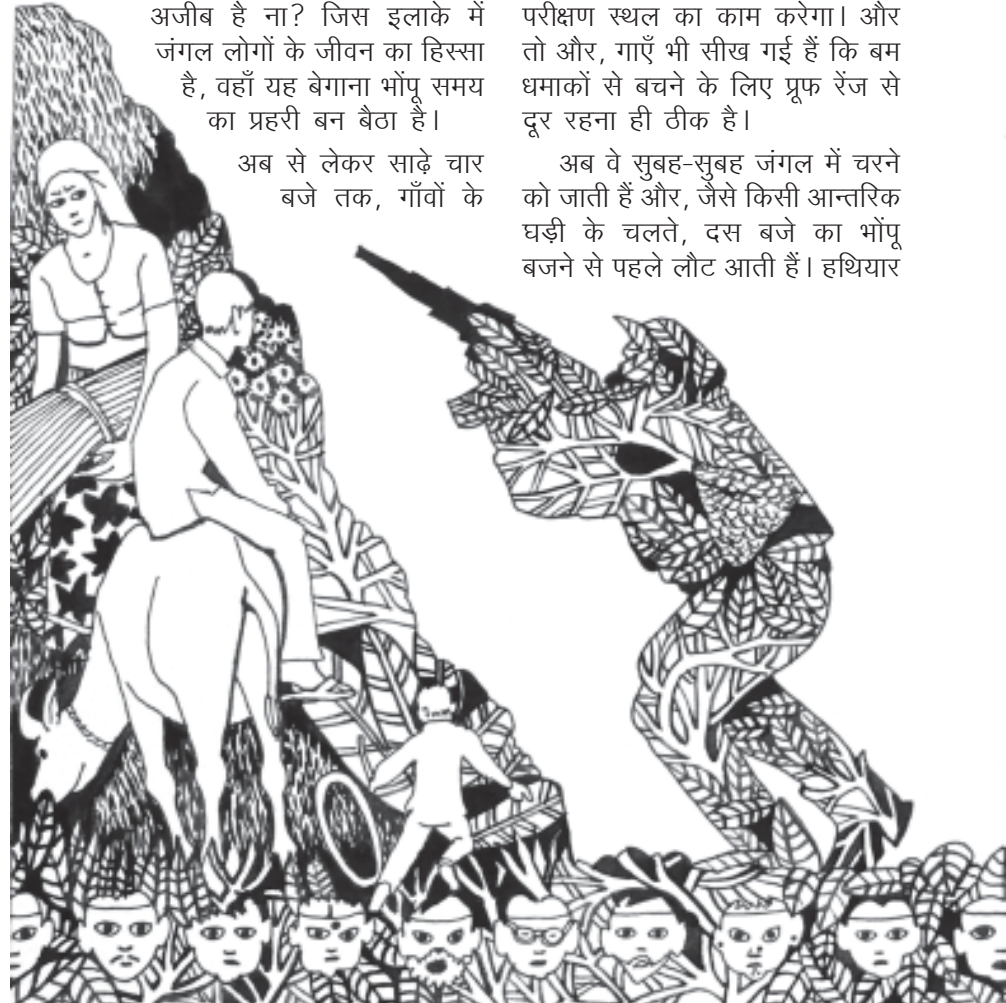 अजीब है ना? जिस इलाके में
जंगल लोगों के जीवन का हिस्सा
है, वहाँ यह बेगाना भोंपू समय
का प्रहरी बन बैठा है।
अब से लेकर साढ़े चार
बजे तक, गाँवों के
परीक्षण स्थल का काम करेगा। और
तो और, गाएँ भी सीख गई हैं कि बम
धमाकों से बचने के लिए प्रूफ रेंज से
दूर रहना ही ठीक है।
अब वे सुबह-सुबह जंगल में चरने
को जाती हैं और, जैसे किसी आन्तरिक
घड़ी के चलते, दस बजे का भोंपू
बजने से पहले लौट आती हैं। हथियार